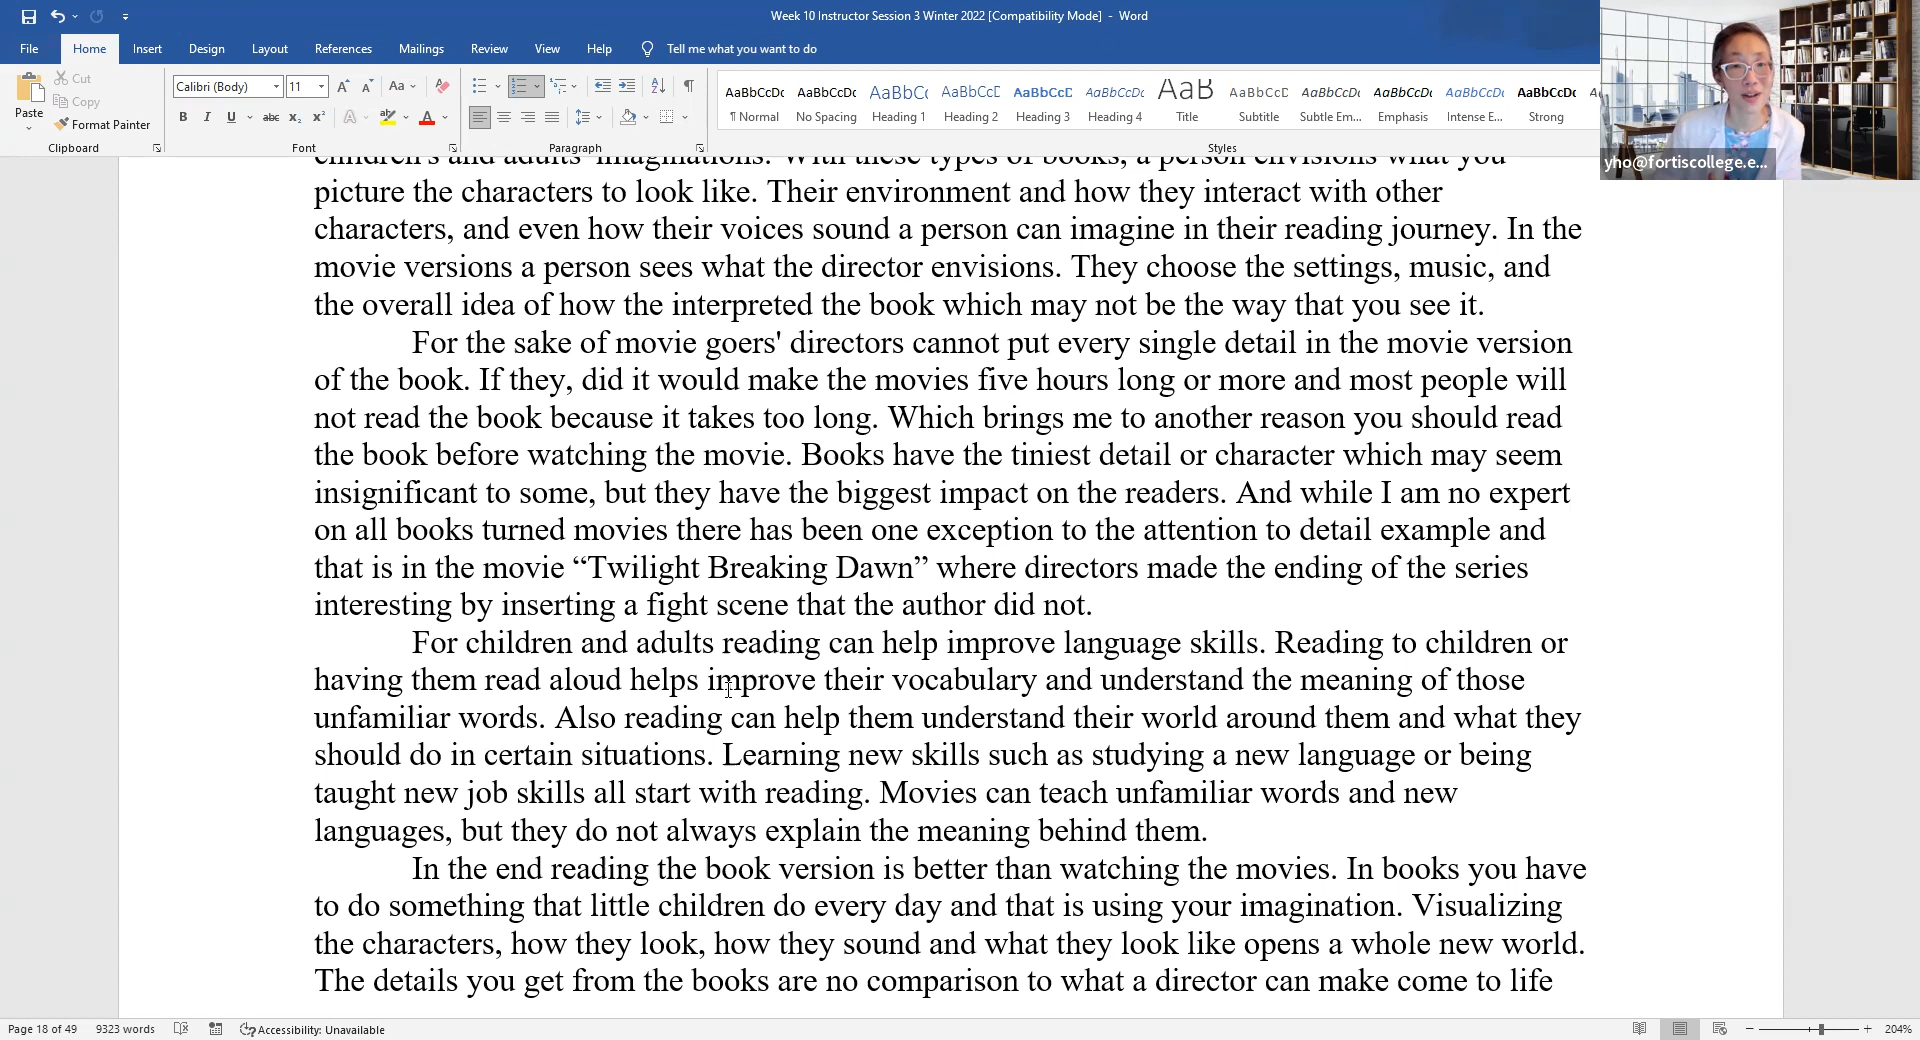 Week 10 Instructor Session 3 Winter 2022 [Compatibility Mode] - Word
File Home Insert Design Layout References Mailings Review View Help Tell me what you want to do
Paste
Cut
Copy
Format Painter
Clipboard
Calibri (Body) 11
Font
Paragraph
AaBbCcDc AaBbCcDc AaBbCc AaBbCcD AaBbCcD AaBbCcDc AaB AaBbCcD AaBbCcDc AaBbCcDc AaBbCcDc AaBbCcDc
¶ Normal No Spacing Heading 1 Heading 2 Heading 3 Heading 4 Title Subtitle Subtle Em... Emphasis Intense E... Strong
Styles
yho@fortiscollege.e...
children's and adults' imaginations. With these types of books, a person envisions what you
picture the characters to look like. Their environment and how they interact with other
characters, and even how their voices sound a person can imagine in their reading journey. In the
movie versions a person sees what the director envisions. They choose the settings, music, and
the overall idea of how the interpreted the book which may not be the way that you see it.
For the sake of movie goers' directors cannot put every single detail in the movie version
of the book. If they, did it would make the movies five hours long or more and most people will
not read the book because it takes too long. Which brings me to another reason you should read
the book before watching the movie. Books have the tiniest detail or character which may seem
insignificant to some, but they have the biggest impact on the readers. And while I am no expert
on all books turned movies there has been one exception to the attention to detail example and
that is in the movie “Twilight Breaking Dawn” where directors made the ending of the series
interesting by inserting a fight scene that the author did not.
For children and adults reading can help improve language skills. Reading to children or
having them read aloud helps improve their vocabulary and understand the meaning of those
unfamiliar words. Also reading can help them understand their world around them and what they
should do in certain situations. Learning new skills such as studying a new language or being
taught new job skills all start with reading. Movies can teach unfamiliar words and new
languages, but they do not always explain the meaning behind them.
In the end reading the book version is better than watching the movies. In books you have
to do something that little children do every day and that is using your imagination. Visualizing
the characters, how they look, how they sound and what they look like opens a whole new world.
The details you get from the books are no comparison to what a director can make come to life
Page 18 of 49 9323 words Accessibility: Unavailable 204%